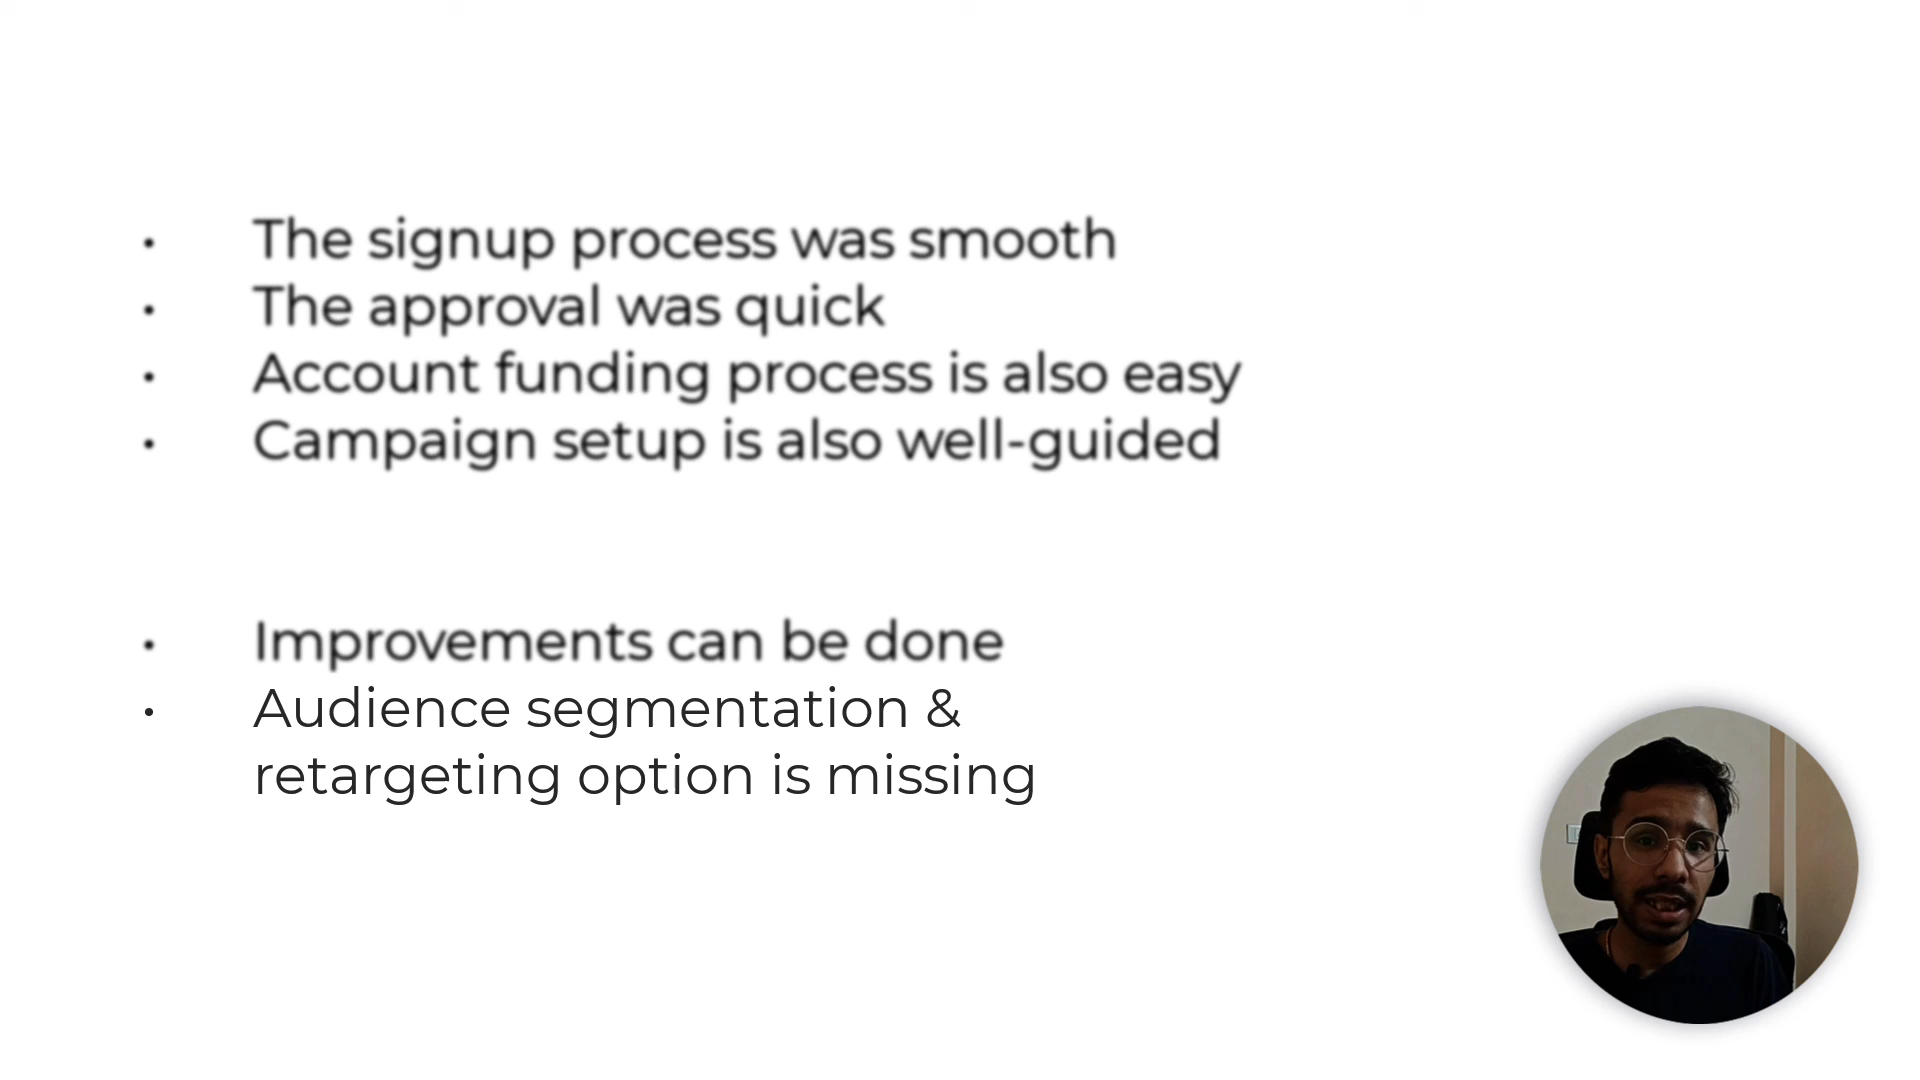 • The signup process was smooth
• The approval was quick
• Account funding process is also easy
• Campaign setup is also well-guided
• Improvements can be done
• Audience segmentation &
retargeting option is missing